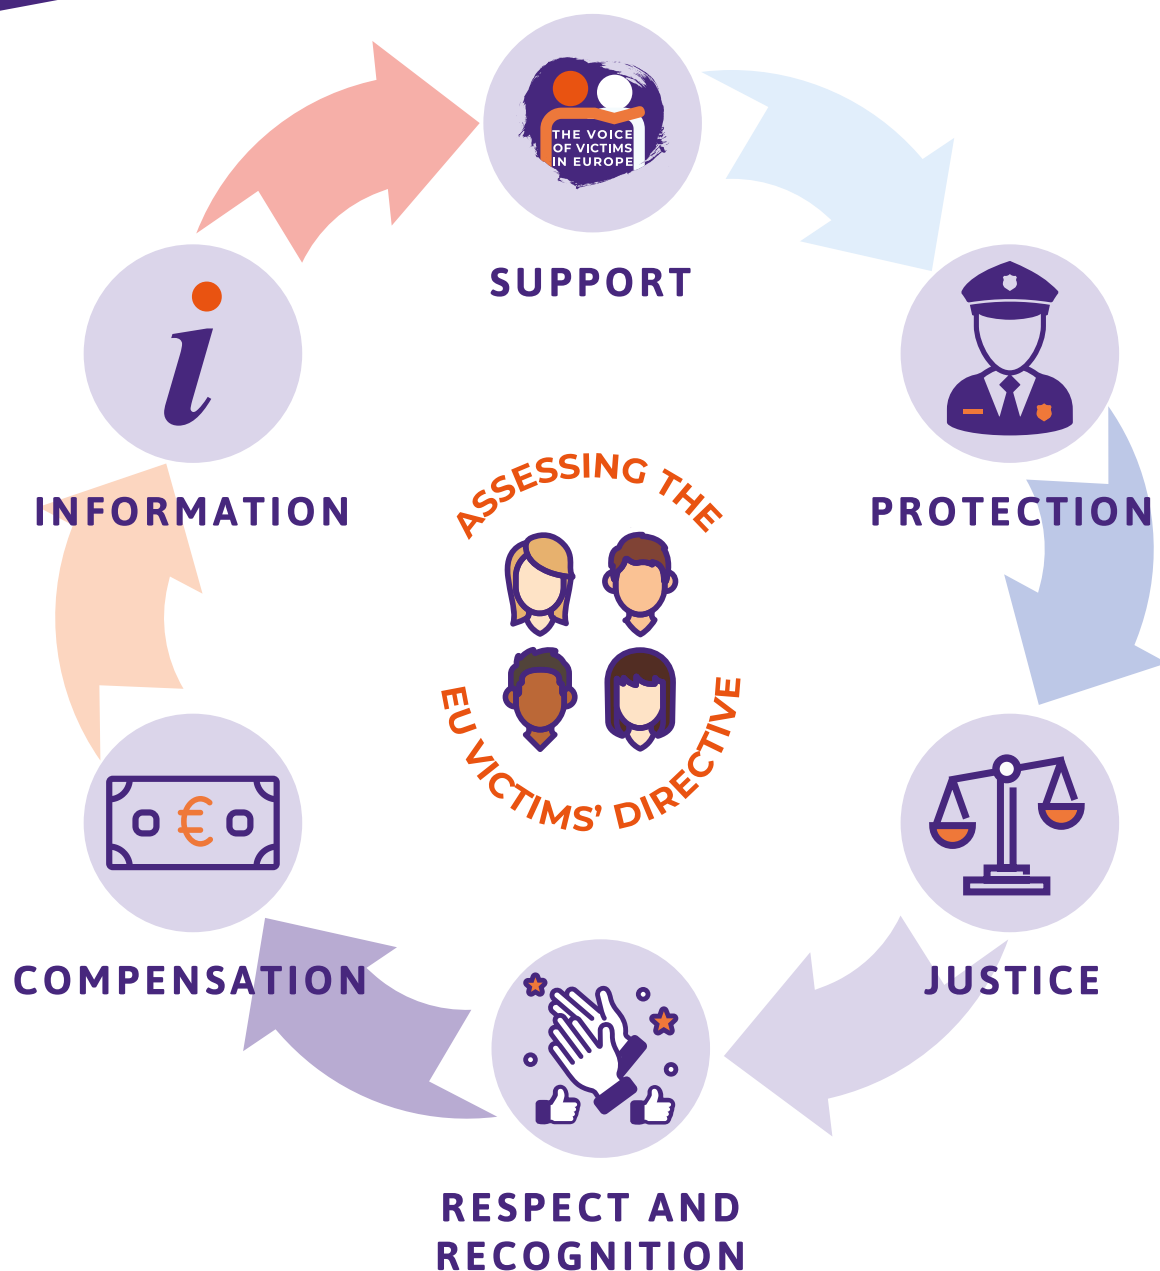 THE VOICE
OF VICTIMS
IN EUROPE
SUPPORT
INFORMATION
PROTECTION
ASSESSING THE
EU VICTIMS' DIRECTIVE
€
COMPENSATION
JUSTICE
RESPECT AND
RECOGNITION